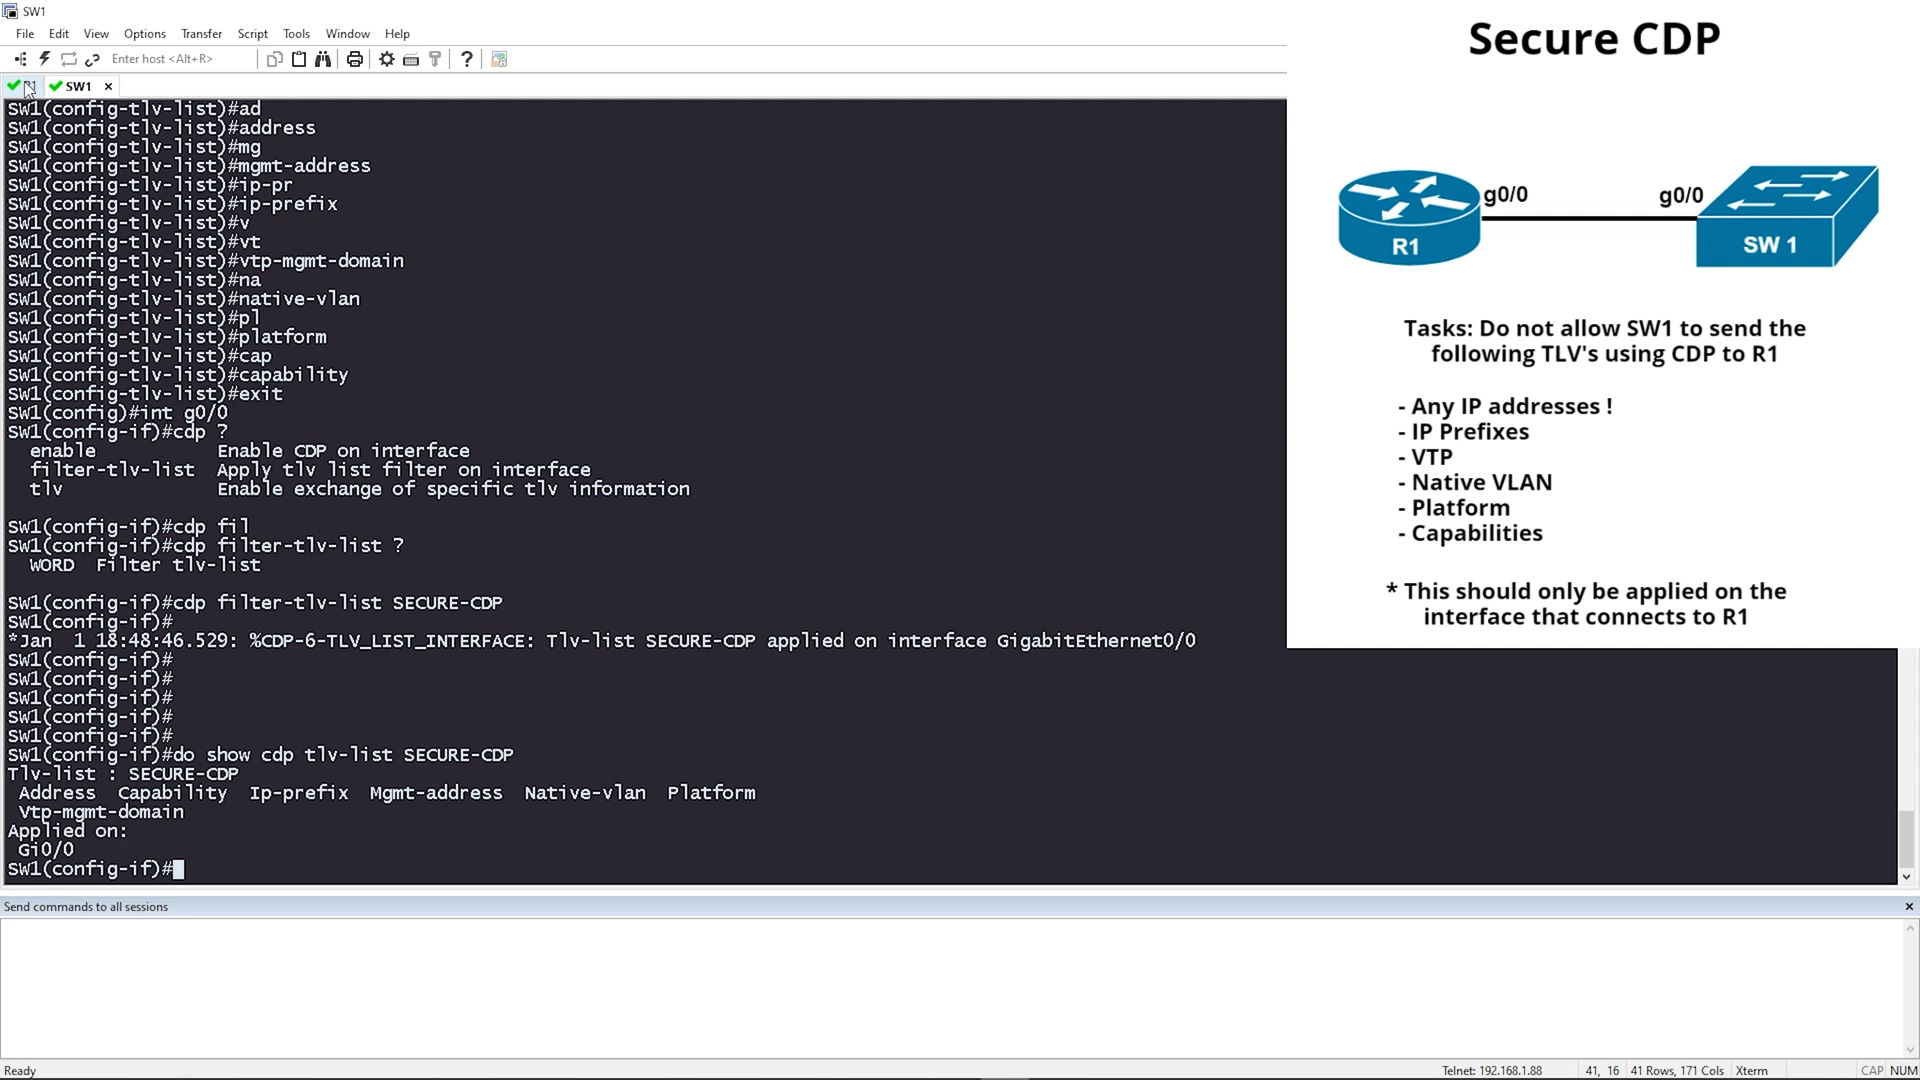 SW1
File Edit View Options Transfer Script Tools Window Help
Enter host <Alt+R>
SW1
SW1(config-tlv-list)#ad
SW1(config-tlv-list)#address
SW1(config-tlv-list)#mg
SW1(config-tlv-list)#mgmt-address
SW1(config-tlv-list)#ip-pr
SW1(config-tlv-list)#ip-prefix
SW1(config-tlv-list)#v
SW1(config-tlv-list)#vt
SW1(config-tlv-list)#vtp-mgmt-domain
SW1(config-tlv-list)#na
SW1(config-tlv-list)#native-vlan
SW1(config-tlv-list)#pl
SW1(config-tlv-list)#platform
SW1(config-tlv-list)#cap
SW1(config-tlv-list)#capability
SW1(config-tlv-list)#exit
SW1(config)#int g0/0
SW1(config-if)#cdp ?
enable Enable CDP on interface
filter-tlv-list Apply tlv list filter on interface
tlv Enable exchange of specific tlv information
SW1(config-if)#cdp fil
SW1(config-if)#cdp filter-tlv-list ?
WORD Filter tlv-list
SW1(config-if)#cdp filter-tlv-list SECURE-CDP
SW1(config-if)#
*Jan 1 18:48:46.529: %CDP-6-TLV_LIST_INTERFACE: Tlv-list SECURE-CDP applied on interface GigabitEthernet0/0
SW1(config-if)#
SW1(config-if)#
SW1(config-if)#
SW1(config-if)#
SW1(config-if)#
SW1(config-if)#do show cdp tlv-list SECURE-CDP
Tlv-list : SECURE-CDP
Address Capability Ip-prefix Mgmt-address Native-vlan Platform
Vtp-mgmt-domain
Applied on:
Gi0/0
SW1(config-if)#
Secure CDP
g0/0 g0/0
R1 SW 1
Tasks: Do not allow SW1 to send the
following TLV's using CDP to R1
- Any IP addresses !
- IP Prefixes
- VTP
- Native VLAN
- Platform
- Capabilities
* This should only be applied on the
interface that connects to R1
Send commands to all sessions
Ready Telnet: 192.168.1.88 41, 16 41 Rows, 171 Cols Xterm CAP NUM